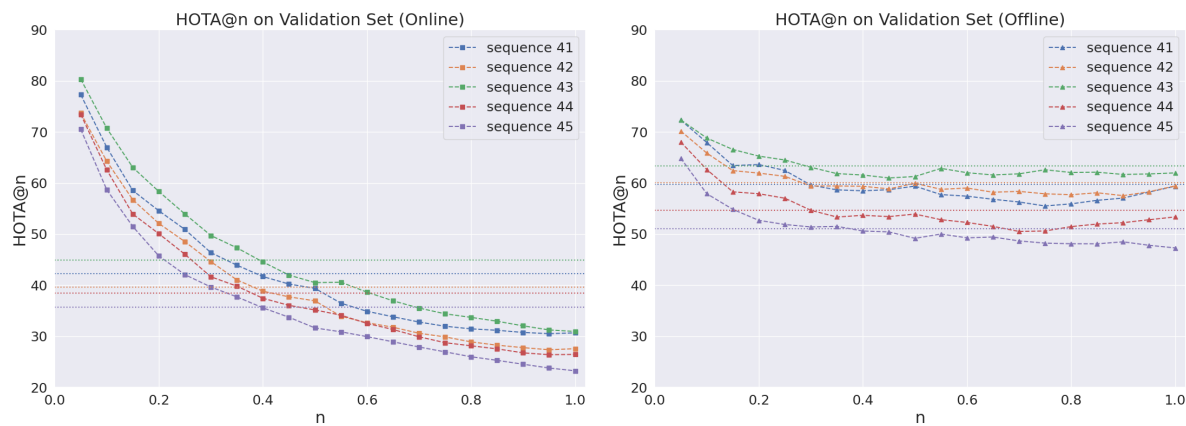 HOTA@n on Validation Set (Online)
HOTA@n
90
80
70
60
50
40
30
20
0.0
0.2
0.4
0.6
0.8
1.0
n
sequence 41
sequence 42
sequence 43
sequence 44
sequence 45
HOTA@n on Validation Set (Offline)
HOTA@n
90
80
70
60
50
40
30
20
0.0
0.2
0.4
0.6
0.8
1.0
n
sequence 41
sequence 42
sequence 43
sequence 44
sequence 45